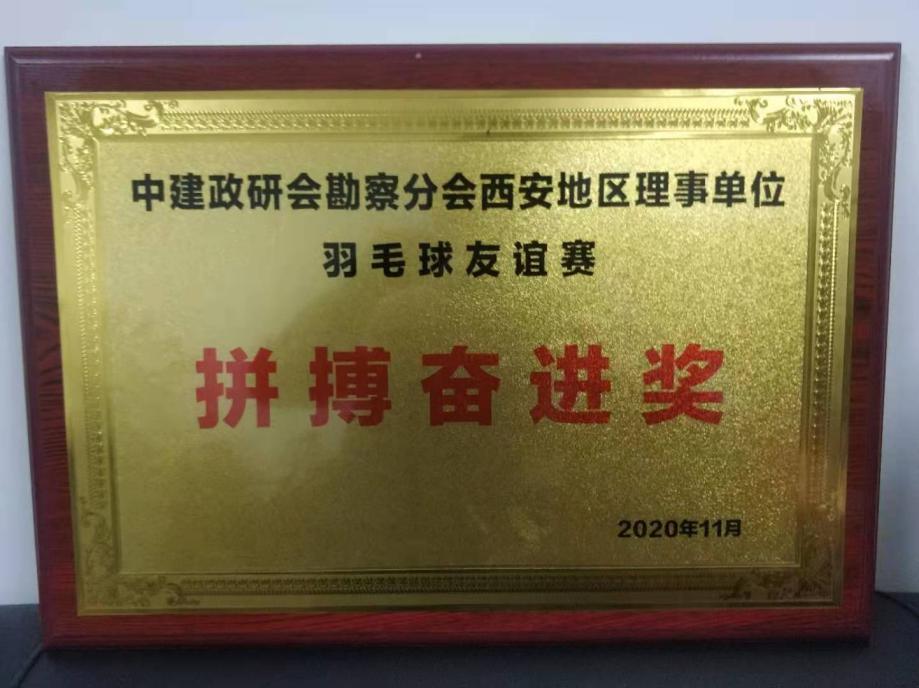 中建政研会勘察分会西安地区理事单位
羽毛球友谊赛
拼搏奋进奖
2020年11月